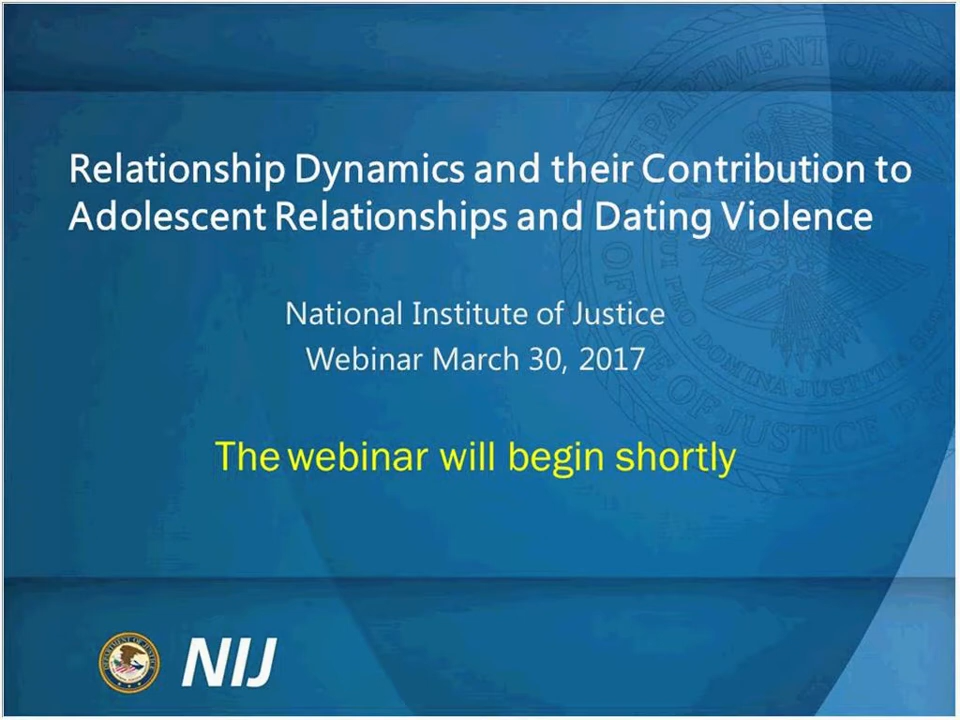 Relationship Dynamics and their Contribution to
Adolescent Relationships and Dating Violence
National Institute of Justice
Webinar March 30, 2017
The webinar will begin shortly
NIJ